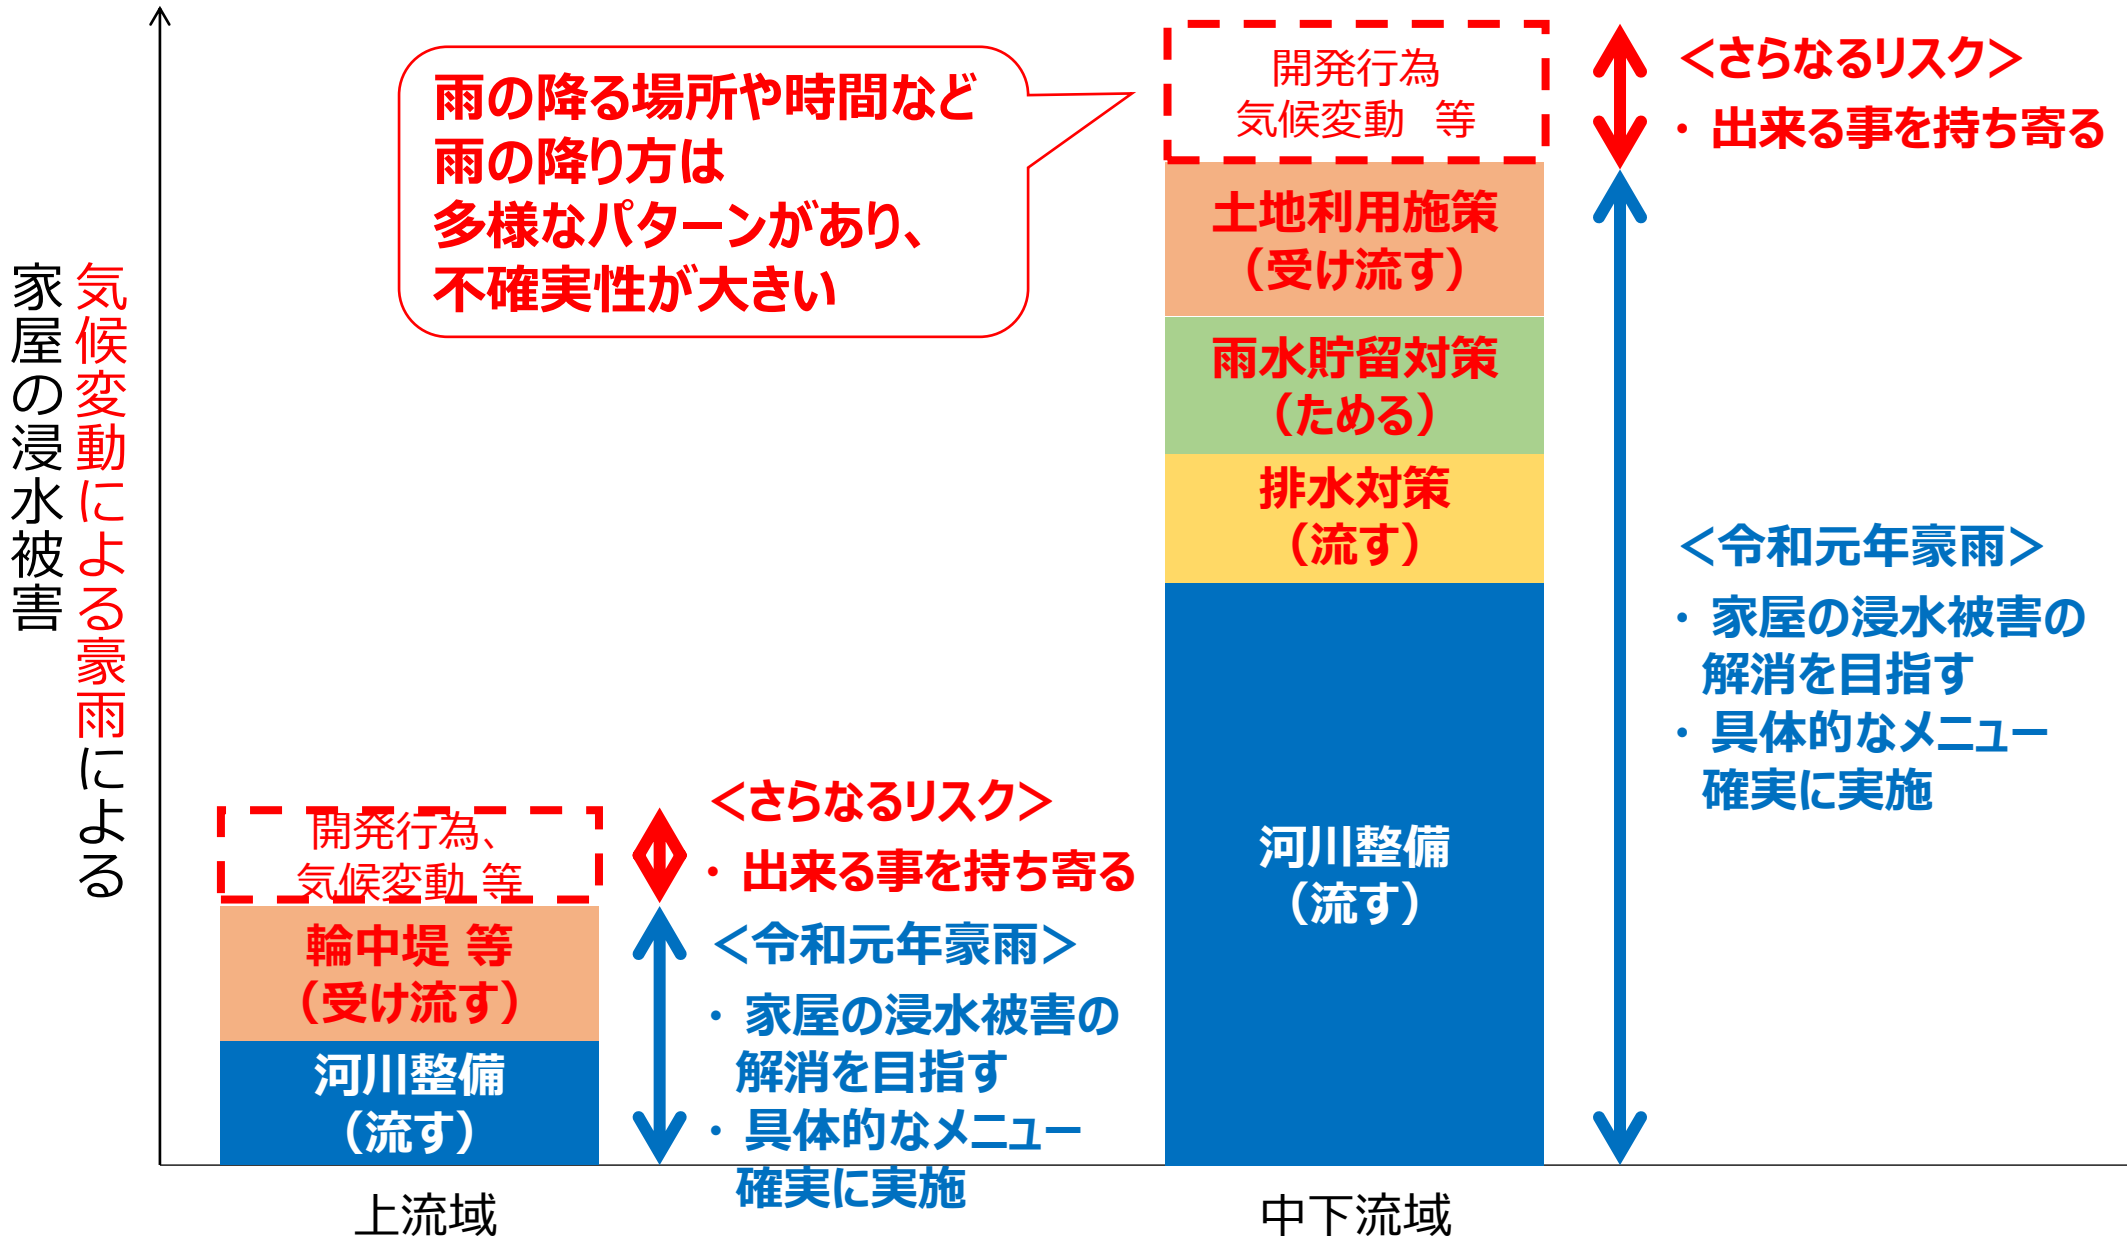 気候変動による豪雨による
家屋の浸水被害
雨の降る場所や時間など
雨の降り方は
多様なパターンがあり、
不確実性が大きい
開発行為
気候変動 等
土地利用施策
（受け流す）
雨水貯留対策
（ためる）
排水対策
（流す）
河川整備
（流す）
＜さらなるリスク＞
・ 出来る事を持ち寄る
＜令和元年豪雨＞
・ 家屋の浸水被害の
解消を目指す
・ 具体的なメニュー
確実に実施
開発行為、
気候変動 等
輪中堤 等
（受け流す）
河川整備
（流す）
＜さらなるリスク＞
・ 出来る事を持ち寄る
＜令和元年豪雨＞
・ 家屋の浸水被害の
解消を目指す
・ 具体的なメニュー
確実に実施
上流域
中下流域